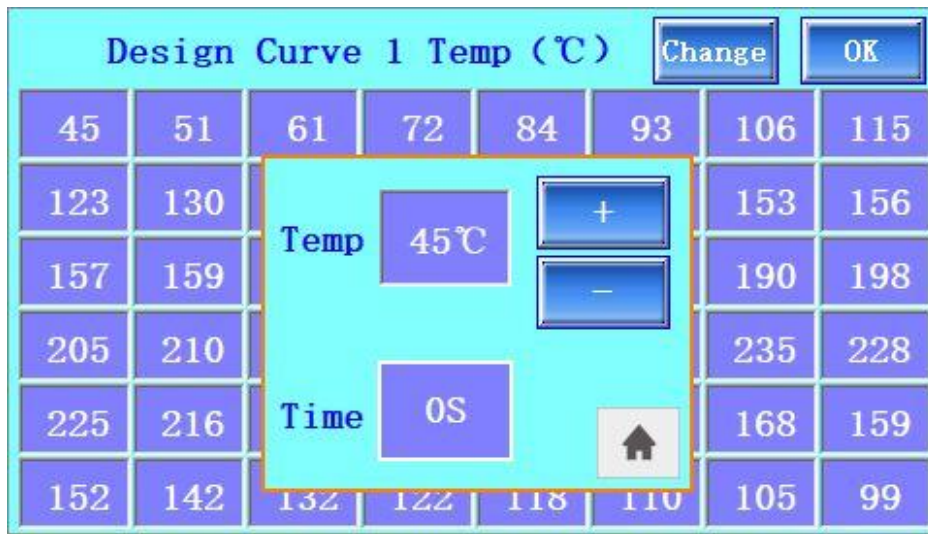 Design Curve 1 Temp (℃) Change OK
45 51 61 72 84 93 106 115
123 130 153 156
Temp 45℃ +
157 159 190 198
−
205 210 235 228
225 216 Time 0S 168 159
152 142 132 122 118 110 105 99